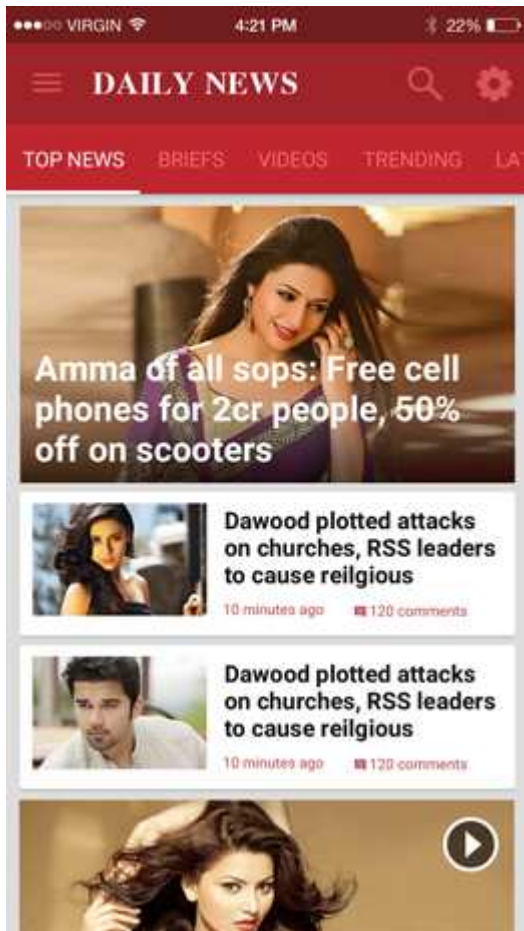 VIRGIN 4:21 PM 22%
DAILY NEWS
TOP NEWS BRIEFS VIDEOS TRENDING LA
Amma of all sops: Free cell
phones for 2cr people, 50%
off on scooters
Dawood plotted attacks
on churches, RSS leaders
to cause reilgious
10 minutes ago 120 comments
Dawood plotted attacks
on churches, RSS leaders
to cause reilgious
10 minutes ago 120 comments